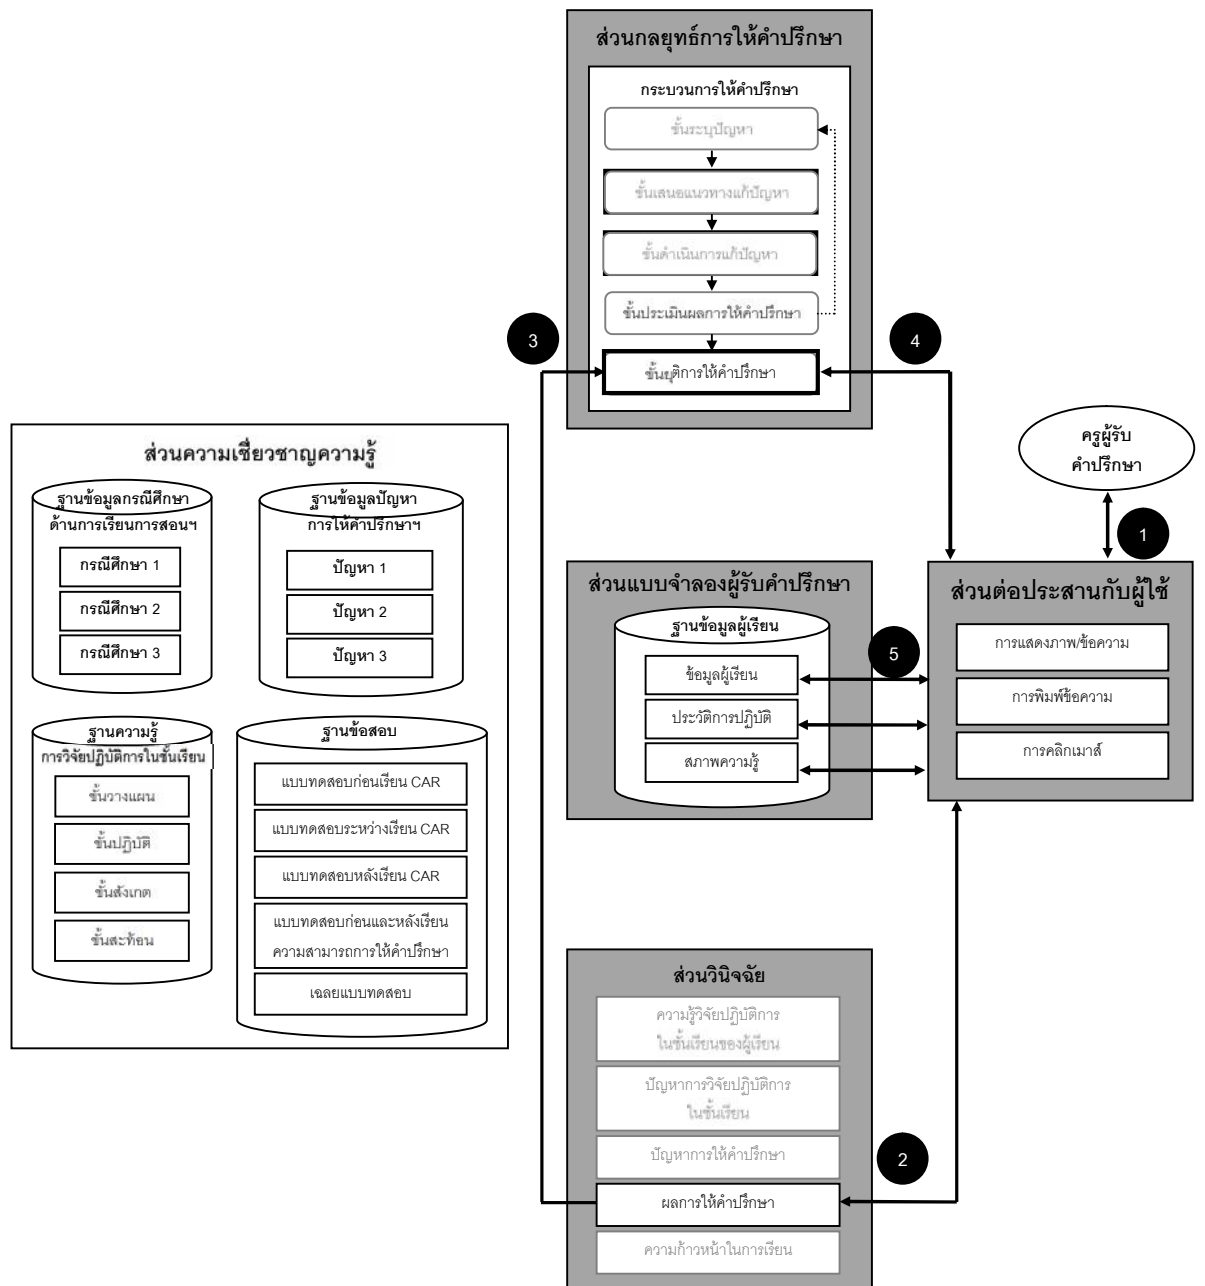 ส่วนกลยุทธ์การให้คำปรึกษา
กระบวนการให้คำปรึกษา
ขั้นระบุปัญหา
ขั้นเสนอแนวทางแก้ปัญหา
ขั้นดำเนินการแก้ปัญหา
ขั้นประเมินผลการให้คำปรึกษา
ขั้นยุติการให้คำปรึกษา
3
4
ครูผู้รับ
คำปรึกษา
1
ส่วนความเชี่ยวชาญความรู้
ฐานข้อมูลกรณีศึกษา
ด้านการเรียนการสอนฯ
กรณีศึกษา 1
กรณีศึกษา 2
กรณีศึกษา 3
ฐานข้อมูลปัญหา
การให้คำปรึกษาฯ
ปัญหา 1
ปัญหา 2
ปัญหา 3
ฐานความรู้
การวิจัยปฏิบัติการในชั้นเรียน
ขั้นวางแผน
ขั้นปฏิบัติ
ขั้นสังเกต
ขั้นสะท้อน
ฐานข้อสอบ
แบบทดสอบก่อนเรียน CAR
แบบทดสอบระหว่างเรียน CAR
แบบทดสอบหลังเรียน CAR
แบบทดสอบก่อนและหลังเรียน
ความสามารถการให้คำปรึกษา
เฉลยแบบทดสอบ
ส่วนแบบจำลองผู้รับคำปรึกษา
ฐานข้อมูลผู้เรียน
ข้อมูลผู้เรียน
ประวัติการปฏิบัติ
สภาพความรู้
5
ส่วนต่อประสานกับผู้ใช้
การแสดงภาพ/ข้อความ
การพิมพ์ข้อความ
การคลิกเมาส์
ส่วนวินิจฉัย
ความรู้วิจัยปฏิบัติการ
ในชั้นเรียนของผู้เรียน
ปัญหาการวิจัยปฏิบัติการ
ในชั้นเรียน
ปัญหาการให้คำปรึกษา
2
ผลการให้คำปรึกษา
ความก้าวหน้าในการเรียน